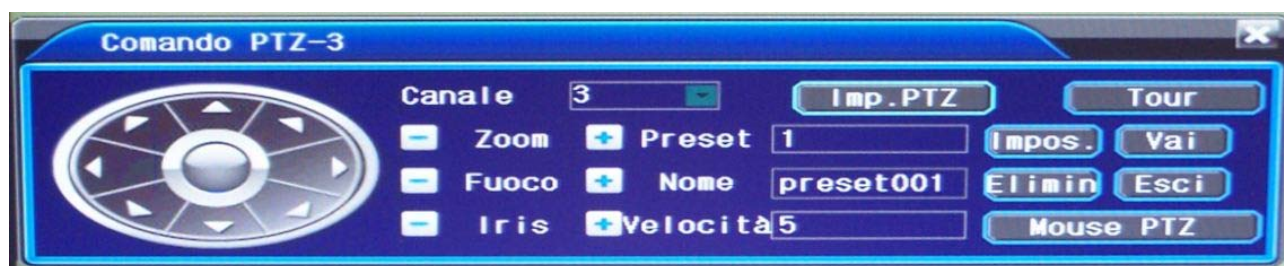 Comando PTZ-3
Canale 3 Imp.PTZ Tour
Zoom Preset 1 Impos. Vai
Fuoco Nome preset001 Elimin Esci
Iris Velocità 5 Mouse PTZ